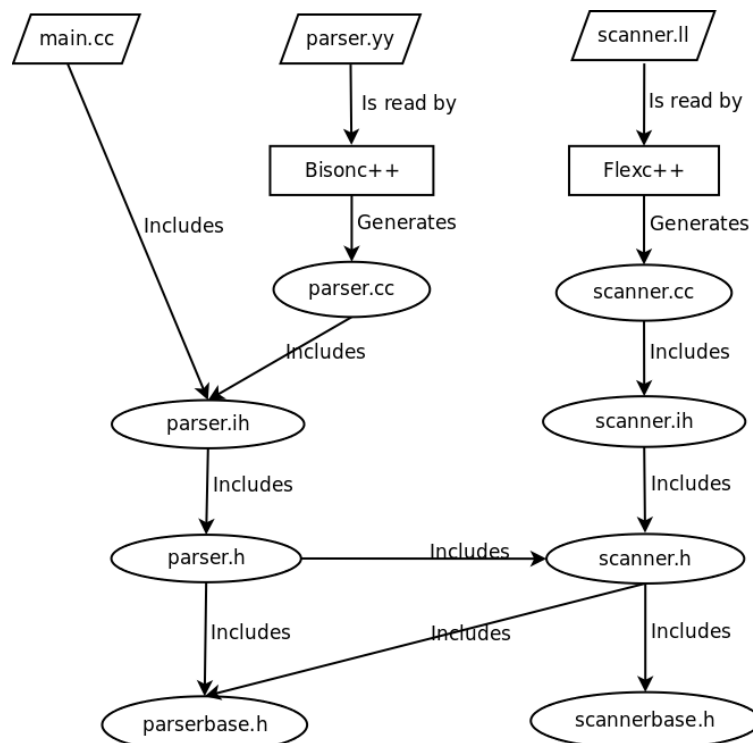 main.cc
parser.yy
scanner.ll
Is read by
Is read by
Bisonc++
Flexc++
Includes
Generates
Generates
parser.cc
scanner.cc
Includes
Includes
parser.ih
scanner.ih
Includes
Includes
parser.h
Includes
scanner.h
Includes
Includes
Includes
parserbase.h
scannerbase.h